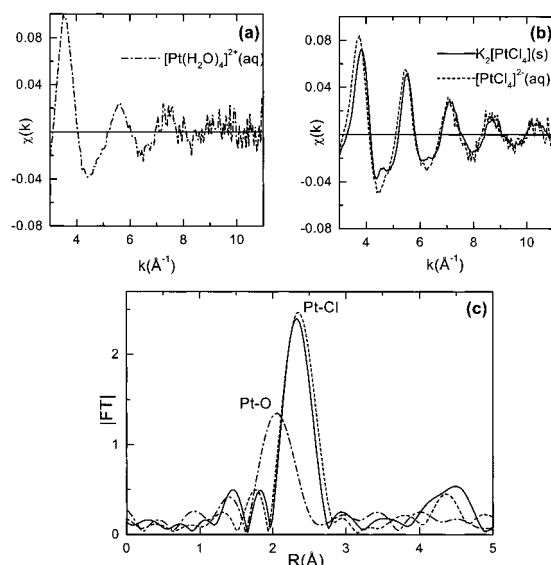 (a)
[Pt(H₂O)₄]²⁺(aq)
0.08
0.04
0
-0.04
-0.08
χ(k)
4 6 8 10
k(Å⁻¹)
(b)
K₂[PtCl₄](s)
[PtCl₄]²⁻(aq)
0.08
0.04
0
-0.04
-0.08
χ(k)
4 6 8 10
k(Å⁻¹)
(c)
Pt-Cl
Pt-O
2
1
0
|FT|
0 1 2 3 4 5
R(Å)